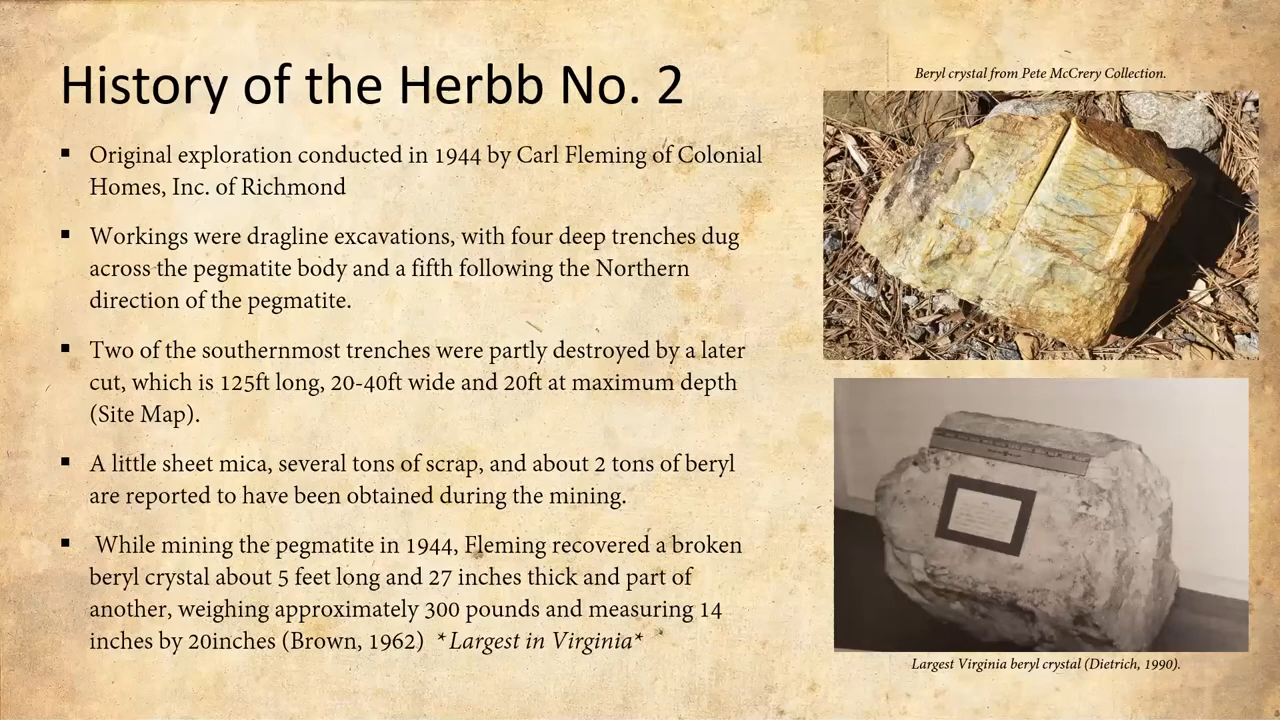 History of the Herbb No. 2
Original exploration conducted in 1944 by Carl Fleming of Colonial
Homes, Inc. of Richmond
Workings were dragline excavations, with four deep trenches dug
across the pegmatite body and a fifth following the Northern
direction of the pegmatite.
Two of the southernmost trenches were partly destroyed by a later
cut, which is 125ft long, 20-40ft wide and 20ft at maximum depth
(Site Map).
A little sheet mica, several tons of scrap, and about 2 tons of beryl
are reported to have been obtained during the mining.
While mining the pegmatite in 1944, Fleming recovered a broken
beryl crystal about 5 feet long and 27 inches thick and part of
another, weighing approximately 300 pounds and measuring 14
inches by 20inches (Brown, 1962) *Largest in Virginia*
Beryl crystal from Pete McCrery Collection.
Largest Virginia beryl crystal (Dietrich, 1990).